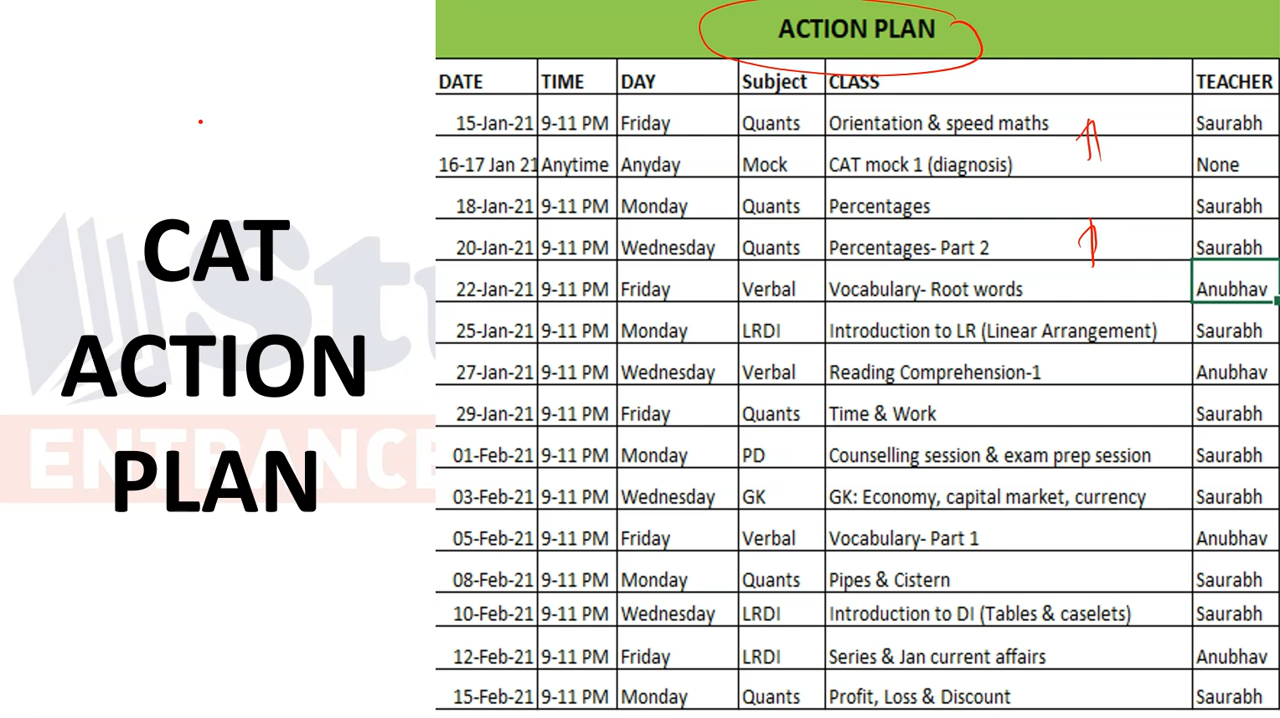 ACTION PLAN
DATE TIME DAY Subject CLASS TEACHER
15-Jan-21 9-11 PM Friday Quants Orientation & speed maths Saurabh
16-17 Jan 21 Anytime Anyday Mock CAT mock 1 (diagnosis) None
18-Jan-21 9-11 PM Monday Quants Percentages Saurabh
20-Jan-21 9-11 PM Wednesday Quants Percentages- Part 2 Saurabh
22-Jan-21 9-11 PM Friday Verbal Vocabulary- Root words Anubhav
25-Jan-21 9-11 PM Monday LRDI Introduction to LR (Linear Arrangement) Saurabh
27-Jan-21 9-11 PM Wednesday Verbal Reading Comprehension-1 Anubhav
29-Jan-21 9-11 PM Friday Quants Time & Work Saurabh
01-Feb-21 9-11 PM Monday PD Counselling session & exam prep session Saurabh
03-Feb-21 9-11 PM Wednesday GK GK: Economy, capital market, currency Saurabh
05-Feb-21 9-11 PM Friday Verbal Vocabulary- Part 1 Anubhav
08-Feb-21 9-11 PM Monday Quants Pipes & Cistern Saurabh
10-Feb-21 9-11 PM Wednesday LRDI Introduction to DI (Tables & caselets) Saurabh
12-Feb-21 9-11 PM Friday LRDI Series & Jan current affairs Anubhav
15-Feb-21 9-11 PM Monday Quants Profit, Loss & Discount Saurabh
CAT
ACTION
PLAN
ENTRANCE